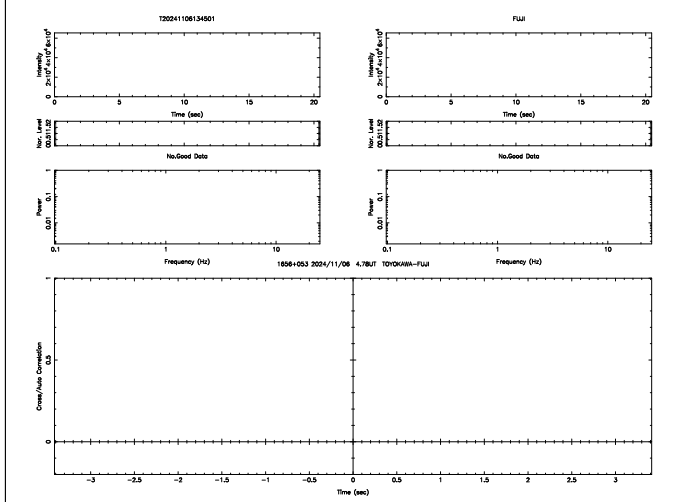 T20241106134501
FUJI
Intensity
0 2×10⁴ 4×10⁴ 6×10⁴
0 5 10 15 20
Time (sec)
Intensity
0 2×10⁴ 4×10⁴ 6×10⁴
0 5 10 15 20
Time (sec)
Nor. Level
00.511.52
Nor. Level
00.511.52
No.Good Data
No.Good Data
Power
0.01 0.1 1
0.1 1 10
Frequency (Hz)
Power
0.01 0.1 1
0.1 1 10
Frequency (Hz)
1656+053 2024/11/06 4.78UT TOYOKAWA-FUJI
Cross/Auto Correlation
0 0.5 1
-3 -2.5 -2 -1.5 -1 -0.5 0 0.5 1 1.5 2 2.5 3
Time (sec)